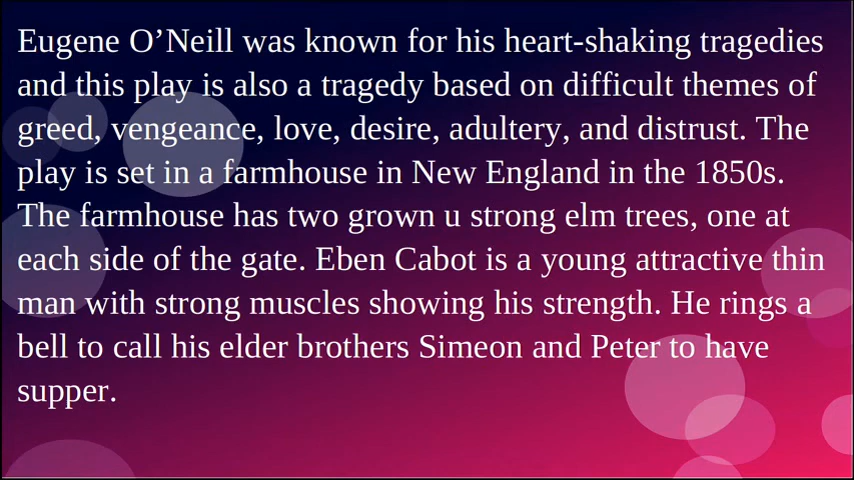 Eugene O’Neill was known for his heart-shaking tragedies
and this play is also a tragedy based on difficult themes of
greed, vengeance, love, desire, adultery, and distrust. The
play is set in a farmhouse in New England in the 1850s.
The farmhouse has two grown u strong elm trees, one at
each side of the gate. Eben Cabot is a young attractive thin
man with strong muscles showing his strength. He rings a
bell to call his elder brothers Simeon and Peter to have
supper.